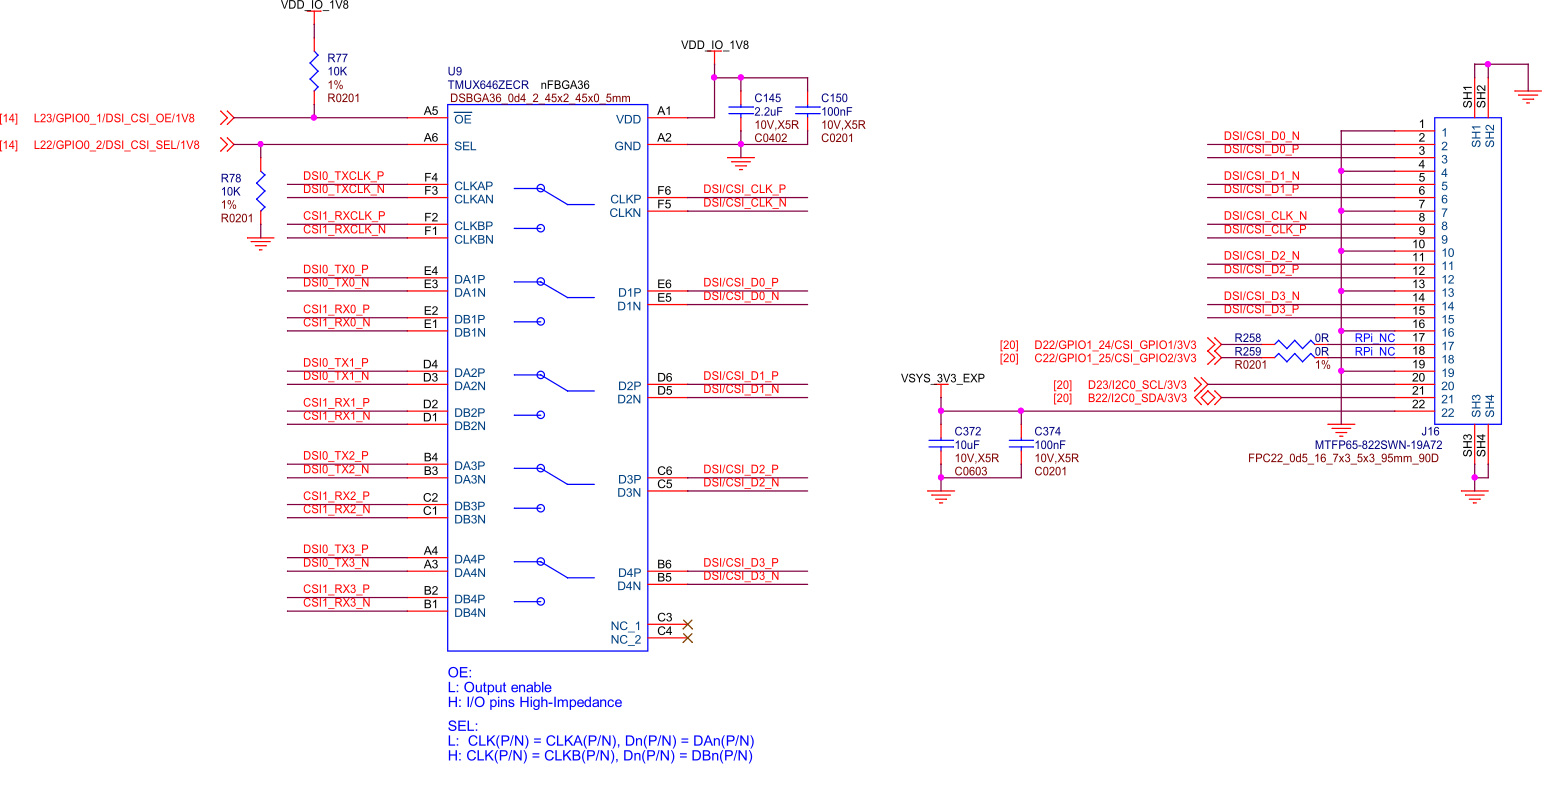 VDD_IO_1V8
R77
10K
1%
R0201
[14] L23/GPIO0_1/DSI_CSI_OE/1V8
[14] L22/GPIO0_2/DSI_CSI_SEL/1V8
R78
10K
1%
R0201
U9
TMUX646ZECR nFBGA36
DSBGA36_0d4_2_45x2_45x0_5mm
A5 OE
A6 SEL
DSI0_TXCLK_P F4 CLKAP
DSI0_TXCLK_N F3 CLKAN
CSI1_RXCLK_P F2 CLKBP
CSI1_RXCLK_N F1 CLKBN
DSI0_TX0_P E4 DA1P
DSI0_TX0_N E3 DA1N
CSI1_RX0_P E2 DB1P
CSI1_RX0_N E1 DB1N
DSI0_TX1_P D4 DA2P
DSI0_TX1_N D3 DA2N
CSI1_RX1_P D2 DB2P
CSI1_RX1_N D1 DB2N
DSI0_TX2_P B4 DA3P
DSI0_TX2_N B3 DA3N
CSI1_RX2_P C2 DB3P
CSI1_RX2_N C1 DB3N
DSI0_TX3_P A4 DA4P
DSI0_TX3_N A3 DA4N
CSI1_RX3_P B2 DB4P
CSI1_RX3_N B1 DB4N
VDD A1
GND A2
CLKP F6 DSI/CSI_CLK_P
CLKN F5 DSI/CSI_CLK_N
D1P E6 DSI/CSI_D0_P
D1N E5 DSI/CSI_D0_N
D2P D6 DSI/CSI_D1_P
D2N D5 DSI/CSI_D1_N
D3P C6 DSI/CSI_D2_P
D3N C5 DSI/CSI_D2_N
D4P B6 DSI/CSI_D3_P
D4N B5 DSI/CSI_D3_N
NC_1 C3
NC_2 C4
VDD_IO_1V8
C145
2.2uF
10V,X5R
C0402
C150
100nF
10V,X5R
C0201
OE:
L: Output enable
H: I/O pins High-Impedance
SEL:
L: CLK(P/N) = CLKA(P/N), Dn(P/N) = DAn(P/N)
H: CLK(P/N) = CLKB(P/N), Dn(P/N) = DBn(P/N)
SH1 SH2
SH1 SH2
1 1
DSI/CSI_D0_N 2 2
DSI/CSI_D0_P 3 3
4 4
DSI/CSI_D1_N 5 5
DSI/CSI_D1_P 6 6
7 7
DSI/CSI_CLK_N 8 8
DSI/CSI_CLK_P 9 9
10 10
DSI/CSI_D2_N 11 11
DSI/CSI_D2_P 12 12
13 13
DSI/CSI_D3_N 14 14
DSI/CSI_D3_P 15 15
16 16
[20] D22/GPIO1_24/CSI_GPIO1/3V3 R258 0R RPi_NC 17 17
[20] C22/GPIO1_25/CSI_GPIO2/3V3 R259 0R RPi_NC 18 18
R0201 1%
19 19
[20] D23/I2C0_SCL/3V3 20 20
[20] B22/I2C0_SDA/3V3 21 21
22 22
SH3 SH4
SH3 SH4
VSYS_3V3_EXP
C372
10uF
10V,X5R
C0603
C374
100nF
10V,X5R
C0201
J16
MTFP65-822SWN-19A72
FPC22_0d5_16_7x3_5x3_95mm_90D